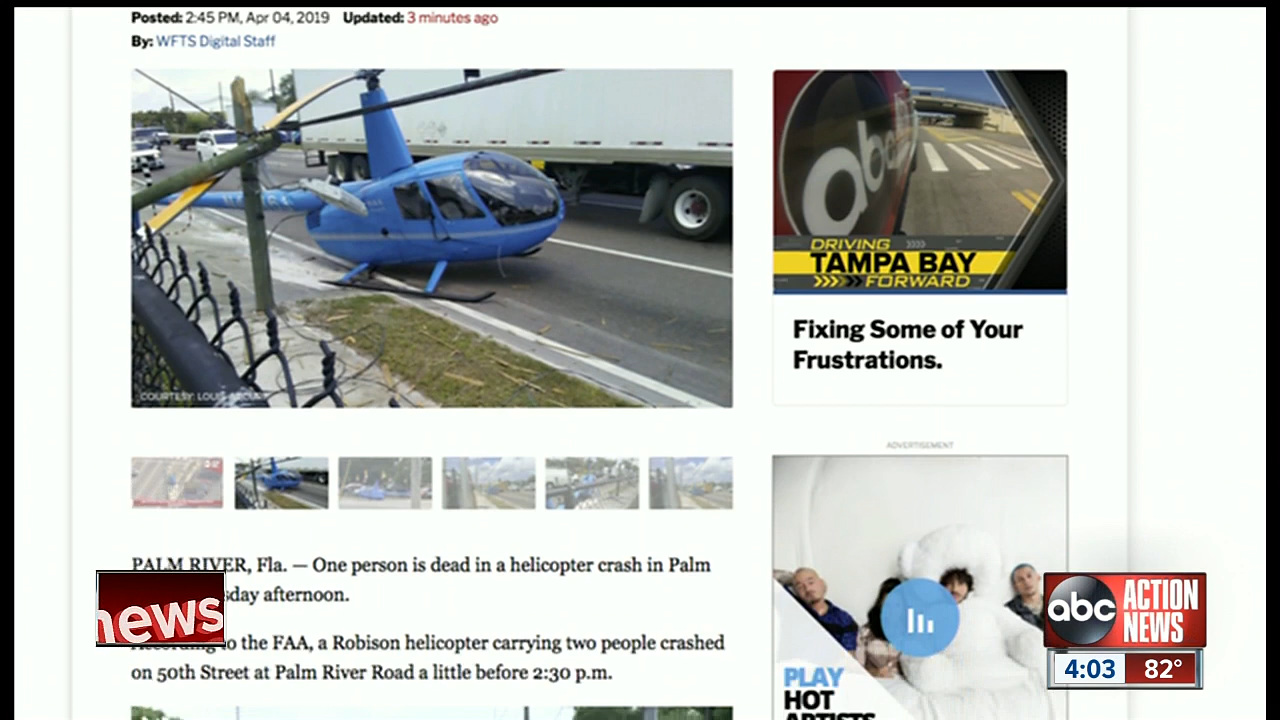 Posted: 2:45 PM, Apr 04, 2019 Updated: 3 minutes ago
By: WFTS Digital Staff
COURTESY: LOUIS
abc
DRIVING
TAMPA BAY
FORWARD
Fixing Some of Your
Frustrations.
ADVERTISEMENT
PALM RIVER, Fla. — One person is dead in a helicopter crash in Palm
sday afternoon.
to the FAA, a Robison helicopter carrying two people crashed
on 50th Street at Palm River Road a little before 2:30 p.m.
news
PLAY
HOT
ARTISTS
abc ACTION
NEWS
4:03 82°